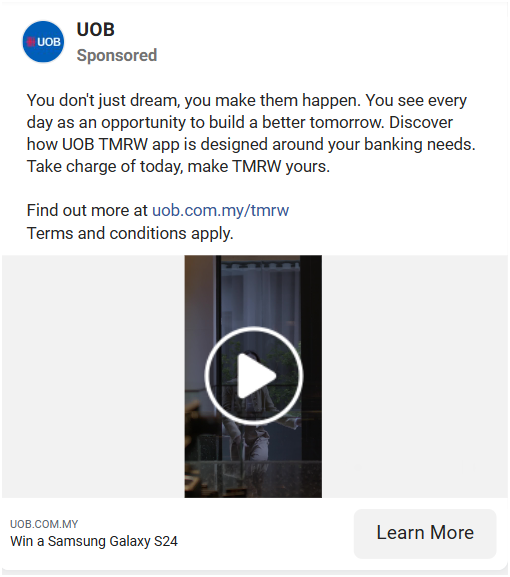 UOB
Sponsored
UOB
You don't just dream, you make them happen. You see every
day as an opportunity to build a better tomorrow. Discover
how UOB TMRW app is designed around your banking needs.
Take charge of today, make TMRW yours.
Find out more at uob.com.my/tmrw
Terms and conditions apply.
UOB.COM.MY
Win a Samsung Galaxy S24
Learn More